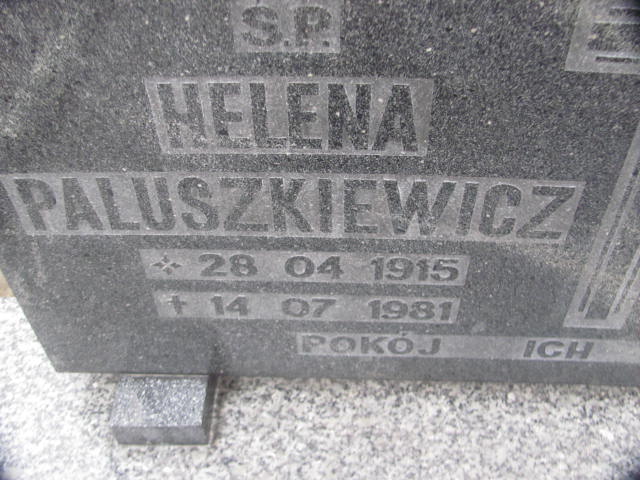 S.P.
HELENA
PALUSZKIEWICZ
* 28 04 1915
† 14 07 1981
POKÓJ ICH